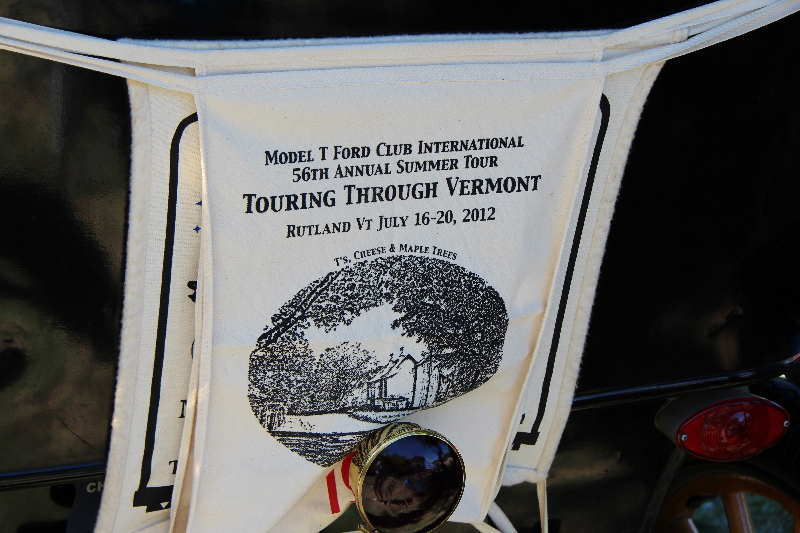 Model T Ford Club International
56th Annual Summer Tour
Touring Through Vermont
Rutland Vt July 16-20, 2012
T's, Cheese & Maple Trees